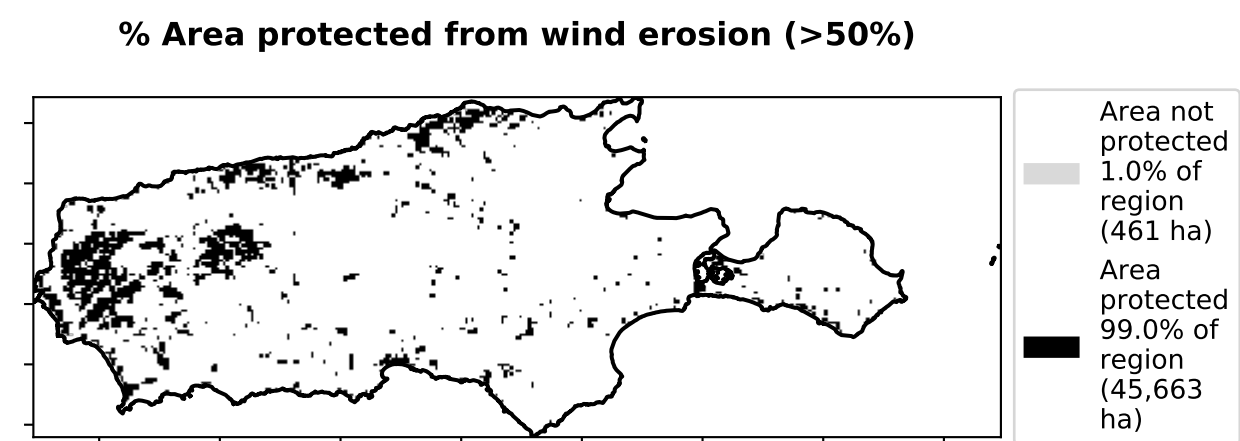 % Area protected from wind erosion (>50%)
Area not
protected
1.0% of
region
(461 ha)
Area
protected
99.0% of
region
(45,663
ha)